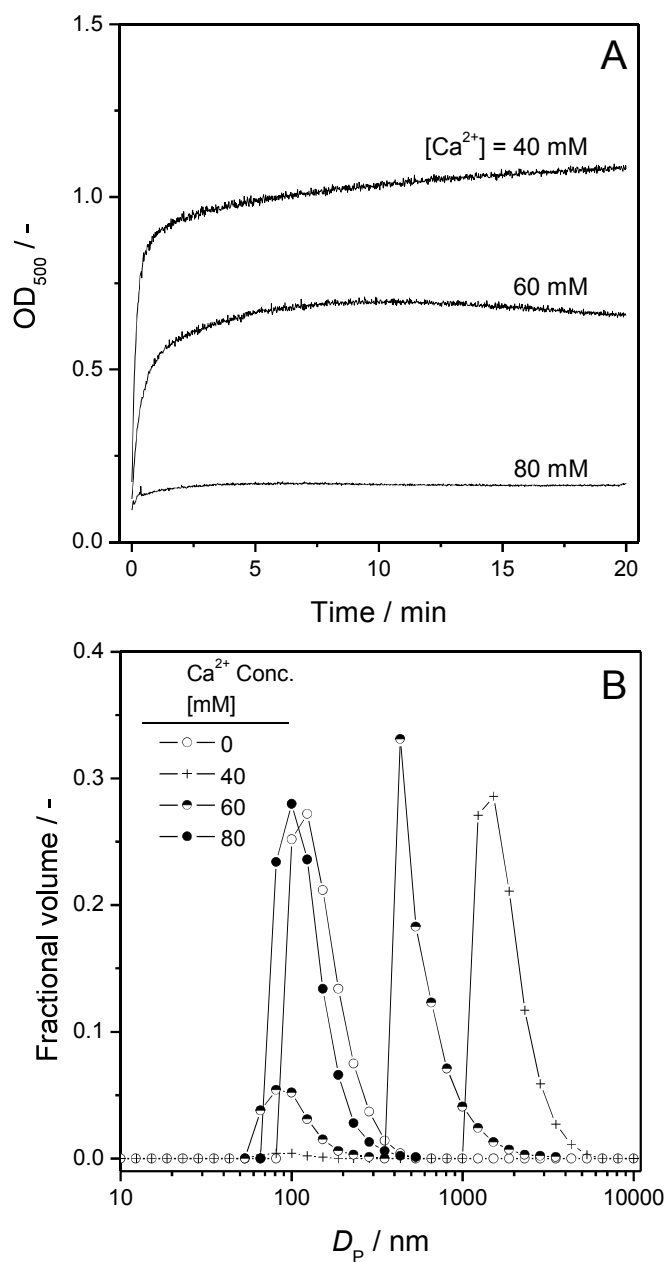 A
1.5
1.0
0.5
0.0
OD₅₀₀ / -
[Ca²⁺] = 40 mM
60 mM
80 mM
0 5 10 15 20
Time / min
B
0.4
0.3
0.2
0.1
0.0
Fractional volume / -
Ca²⁺ Conc.
[mM]
0
40
60
80
10 100 1000 10000
D_P / nm